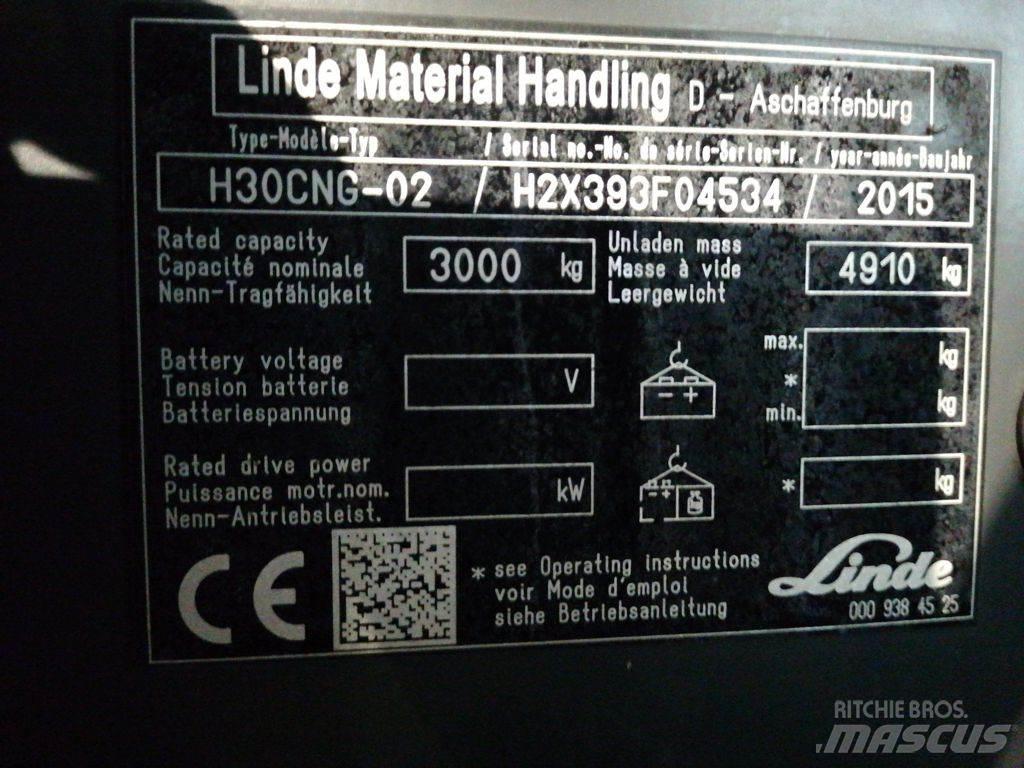 Linde Material Handling D - Aschaffenburg
Type-Modèle-Typ / Serial no.-No. de série-Serien-Nr. / year-année-Baujahr
H30CNG-02 / H2X393F04534 / 2015
Rated capacity
Capacité nominale
Nenn-Tragfähigkeit
3000 kg
Unladen mass
Masse à vide
Leergewicht
4910 kg
Battery voltage
Tension batterie
Batteriespannung
V
- +
max. kg
*
min. kg
Rated drive power
Puissance motr.nom.
Nenn-Antriebsleist.
kW
- +
* kg
CE
* see Operating instructions
voir Mode d'emploi
siehe Betriebsanleitung
Linde
000 938 45 25
RITCHIE BROS.
MASCUS